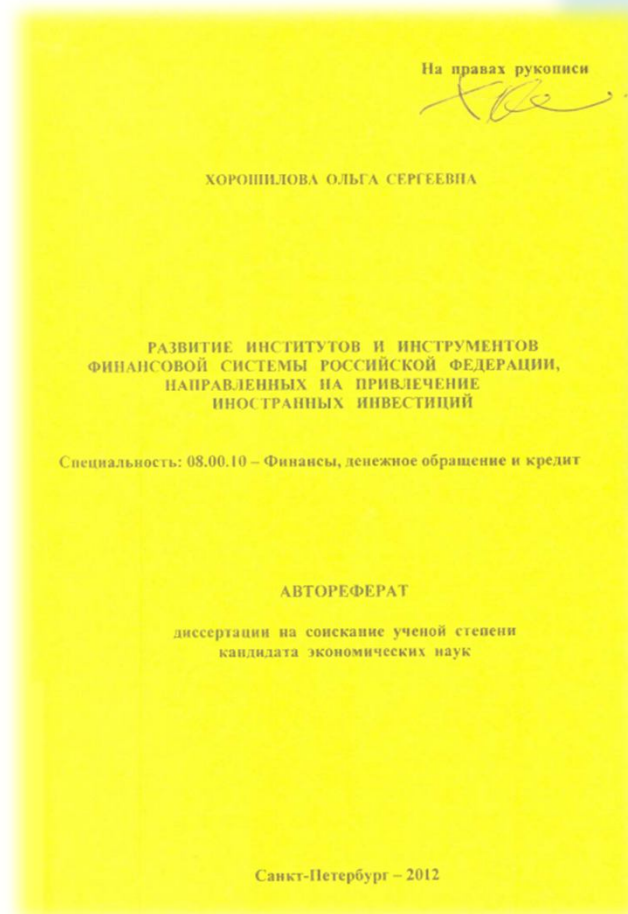 На правах рукописи
ХОРОШИЛОВА ОЛЬГА СЕРГЕЕВНА
РАЗВИТИЕ ИНСТИТУТОВ И ИНСТРУМЕНТОВ
ФИНАНСОВОЙ СИСТЕМЫ РОССИЙСКОЙ ФЕДЕРАЦИИ,
НАПРАВЛЕННЫХ НА ПРИВЛЕЧЕНИЕ
ИНОСТРАННЫХ ИНВЕСТИЦИЙ
Специальность: 08.00.10 – Финансы, денежное обращение и кредит
АВТОРЕФЕРАТ
диссертации на соискание ученой степени
кандидата экономических наук
Санкт-Петербург – 2012